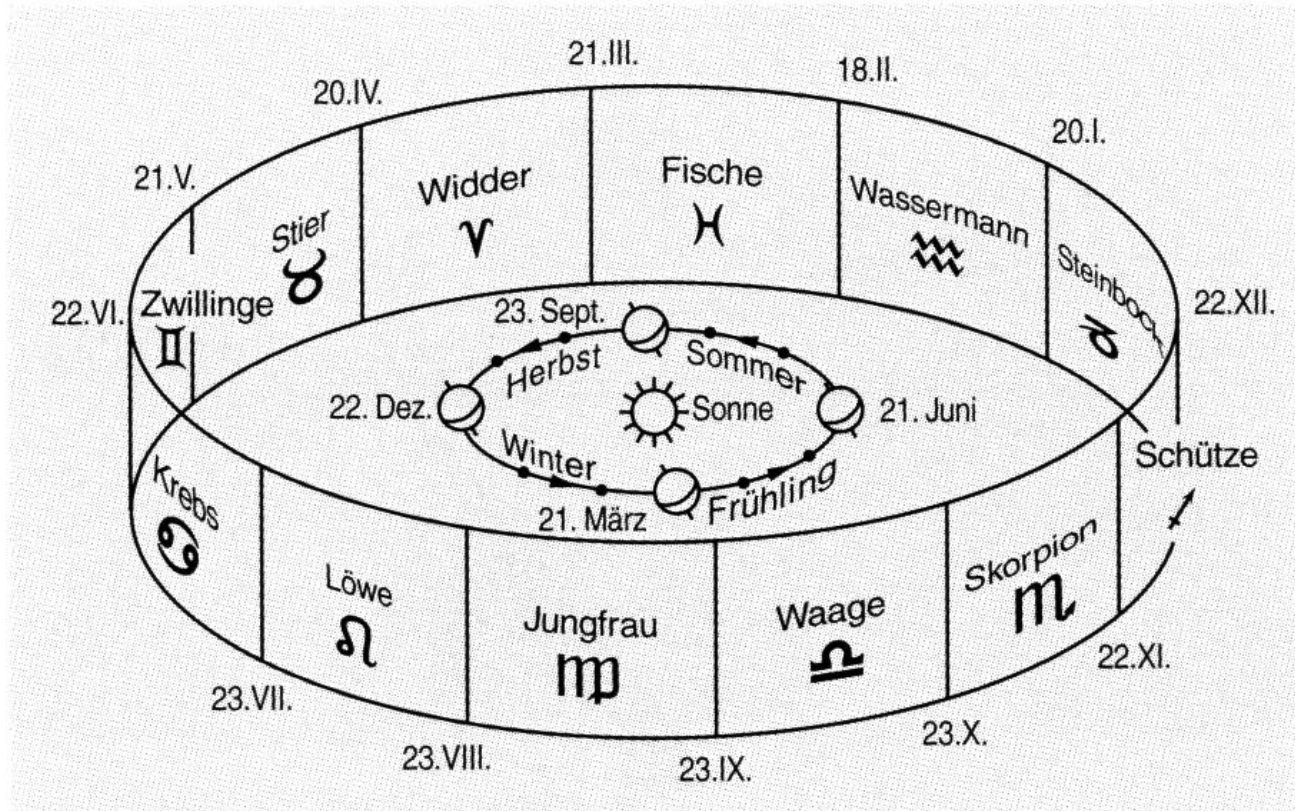 21.III.
18.II.
20.IV.
20.I.
21.V.
Widder
Fische
Wassermann
Stier
Steinbock
22.VI.
Zwillinge
22.XII.
23. Sept.
Herbst
Sommer
22. Dez.
Sonne
21. Juni
Winter
Frühling
21. März
Schütze
Krebs
Löwe
Jungfrau
Waage
Skorpion
22.XI.
23.VII.
23.X.
23.VIII.
23.IX.